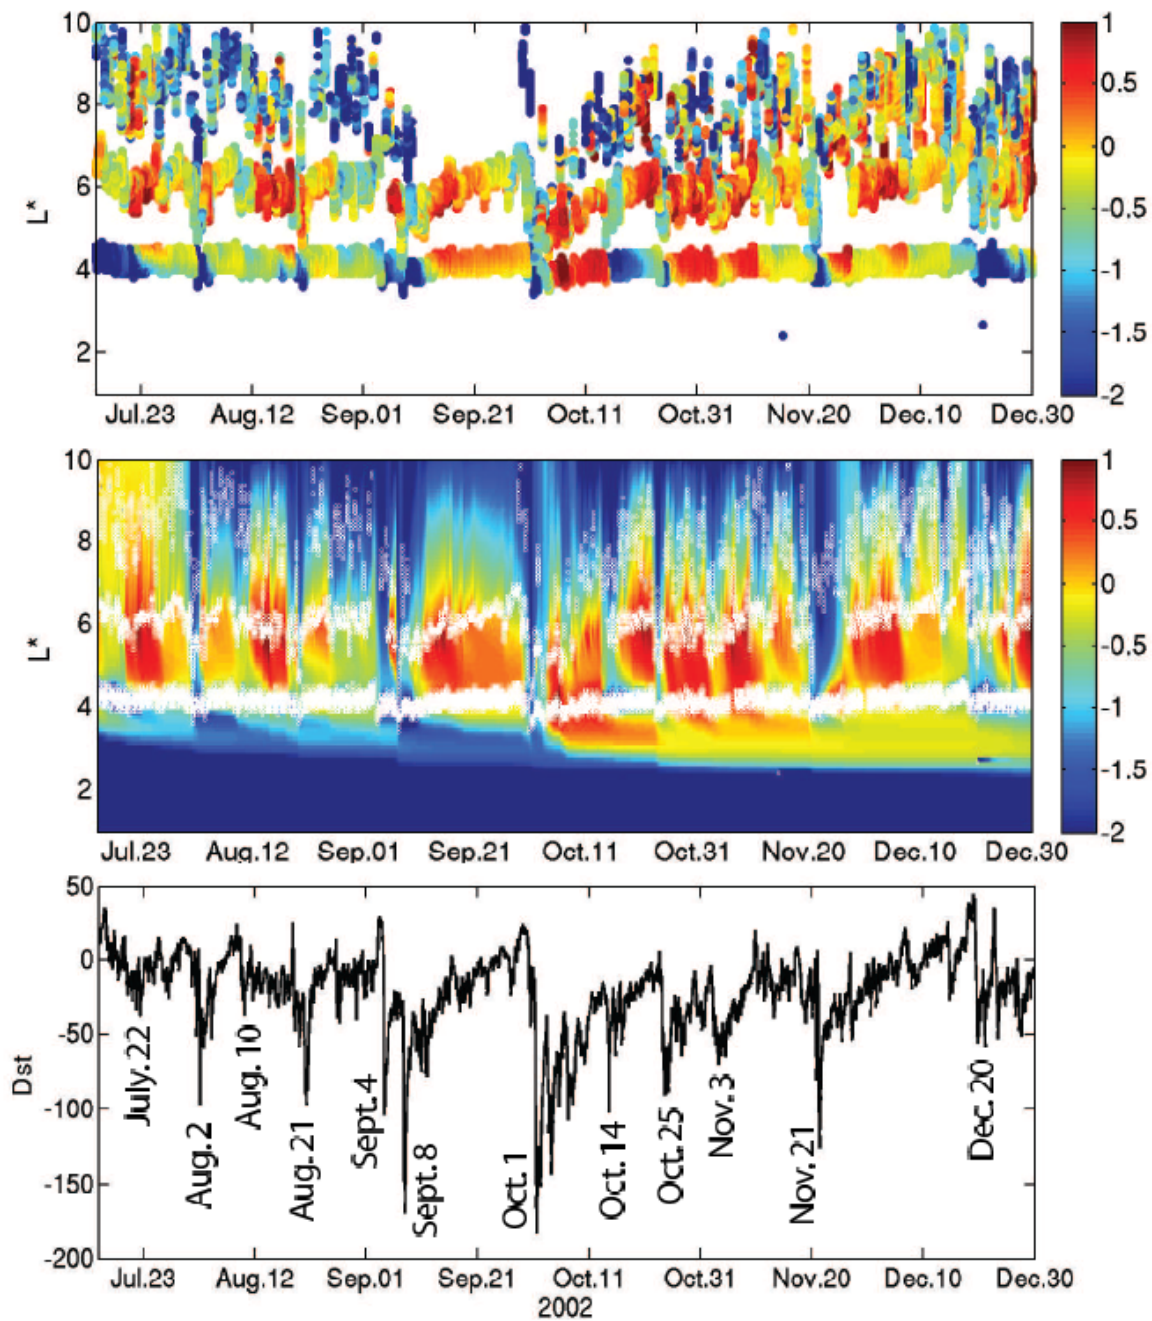 10
8
6
4
2
L*
Jul.23 Aug.12 Sep.01 Sep.21 Oct.11 Oct.31 Nov.20 Dec.10 Dec.30
1
0.5
0
-0.5
-1
-1.5
-2
10
8
6
4
2
L*
Jul.23 Aug.12 Sep.01 Sep.21 Oct.11 Oct.31 Nov.20 Dec.10 Dec.30
1
0.5
0
-0.5
-1
-1.5
-2
50
0
-50
-100
-150
-200
Dst
July. 22
Aug. 2
Aug. 10
Aug. 21
Sept. 4
Sept. 8
Oct. 1
Oct. 14
Oct. 25
Nov. 3
Nov. 21
Dec. 20
Jul.23 Aug.12 Sep.01 Sep.21 Oct.11 Oct.31 Nov.20 Dec.10 Dec.30
2002